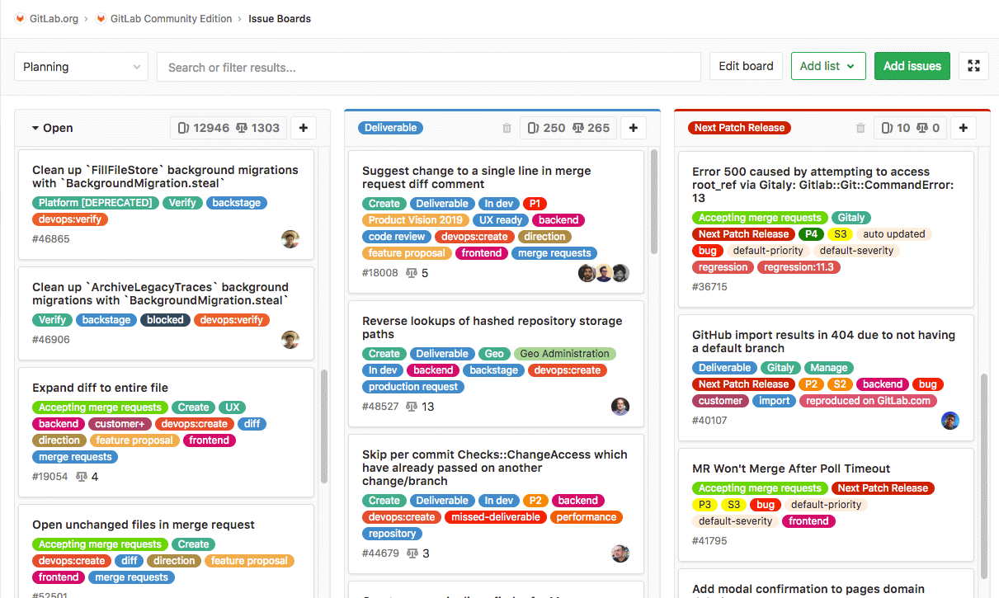 GitLab.org › GitLab Community Edition › Issue Boards
Planning
Search or filter results...
Edit board
Add list
Add issues
Open
12946 1303
Clean up `FillFileStore` background migrations
with `BackgroundMigration.steal`
Platform [DEPRECATED] Verify backstage
devops:verify
#46865
Clean up `ArchiveLegacyTraces` background
migrations with `BackgroundMigration.steal`
Verify backstage blocked devops:verify
#46906
Expand diff to entire file
Accepting merge requests Create UX
backend customer+ devops:create diff
direction feature proposal frontend
merge requests
#19054 4
Open unchanged files in merge request
Accepting merge requests Create
devops:create diff direction feature proposal
frontend merge requests
#52501
Deliverable
250 265
Suggest change to a single line in merge
request diff comment
Create Deliverable In dev P1
Product Vision 2019 UX ready backend
code review devops:create direction
feature proposal frontend merge requests
#18008 5
Reverse lookups of hashed repository storage
paths
Create Deliverable Geo Geo Administration
In dev backend backstage devops:create
production request
#48527 13
Skip per commit Checks::ChangeAccess which
have already passed on another
change/branch
Create Deliverable In dev P2 backend
devops:create missed-deliverable performance
repository
#44679 3
Next Patch Release
10 0
Error 500 caused by attempting to access
root_ref via Gitaly: Gitlab::Git::CommandError:
13
Accepting merge requests Gitaly
Next Patch Release P4 S3 auto updated
bug default-priority default-severity
regression regression:11.3
#36715
GitHub import results in 404 due to not having
a default branch
Deliverable Gitaly Manage
Next Patch Release P2 S2 backend bug
customer import reproduced on GitLab.com
#40107
MR Won't Merge After Poll Timeout
Accepting merge requests Next Patch Release
P3 S3 bug default-priority
default-severity frontend
#41795
Add modal confirmation to pages domain